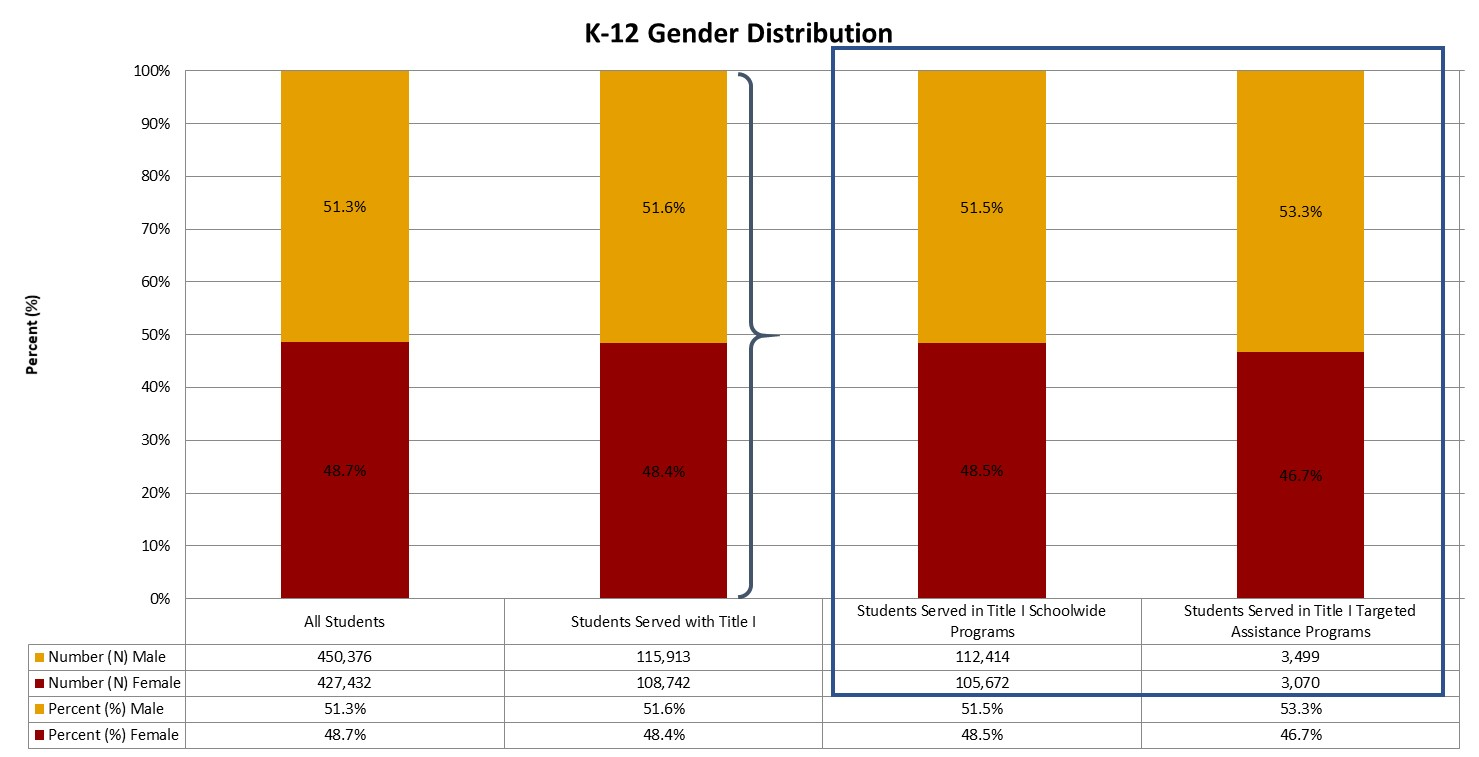 K-12 Gender Distribution
100%
90%
80%
70%
60%
50%
40%
30%
20%
10%
0%
Percent (%)
51.3%
51.6%
51.5%
53.3%
48.7%
48.4%
48.5%
46.7%
All Students
Students Served with Title I
Students Served in Title I Schoolwide
Programs
Students Served in Title I Targeted
Assistance Programs
Number (N) Male 450,376 115,913 112,414 3,499
Number (N) Female 427,432 108,742 105,672 3,070
Percent (%) Male 51.3% 51.6% 51.5% 53.3%
Percent (%) Female 48.7% 48.4% 48.5% 46.7%